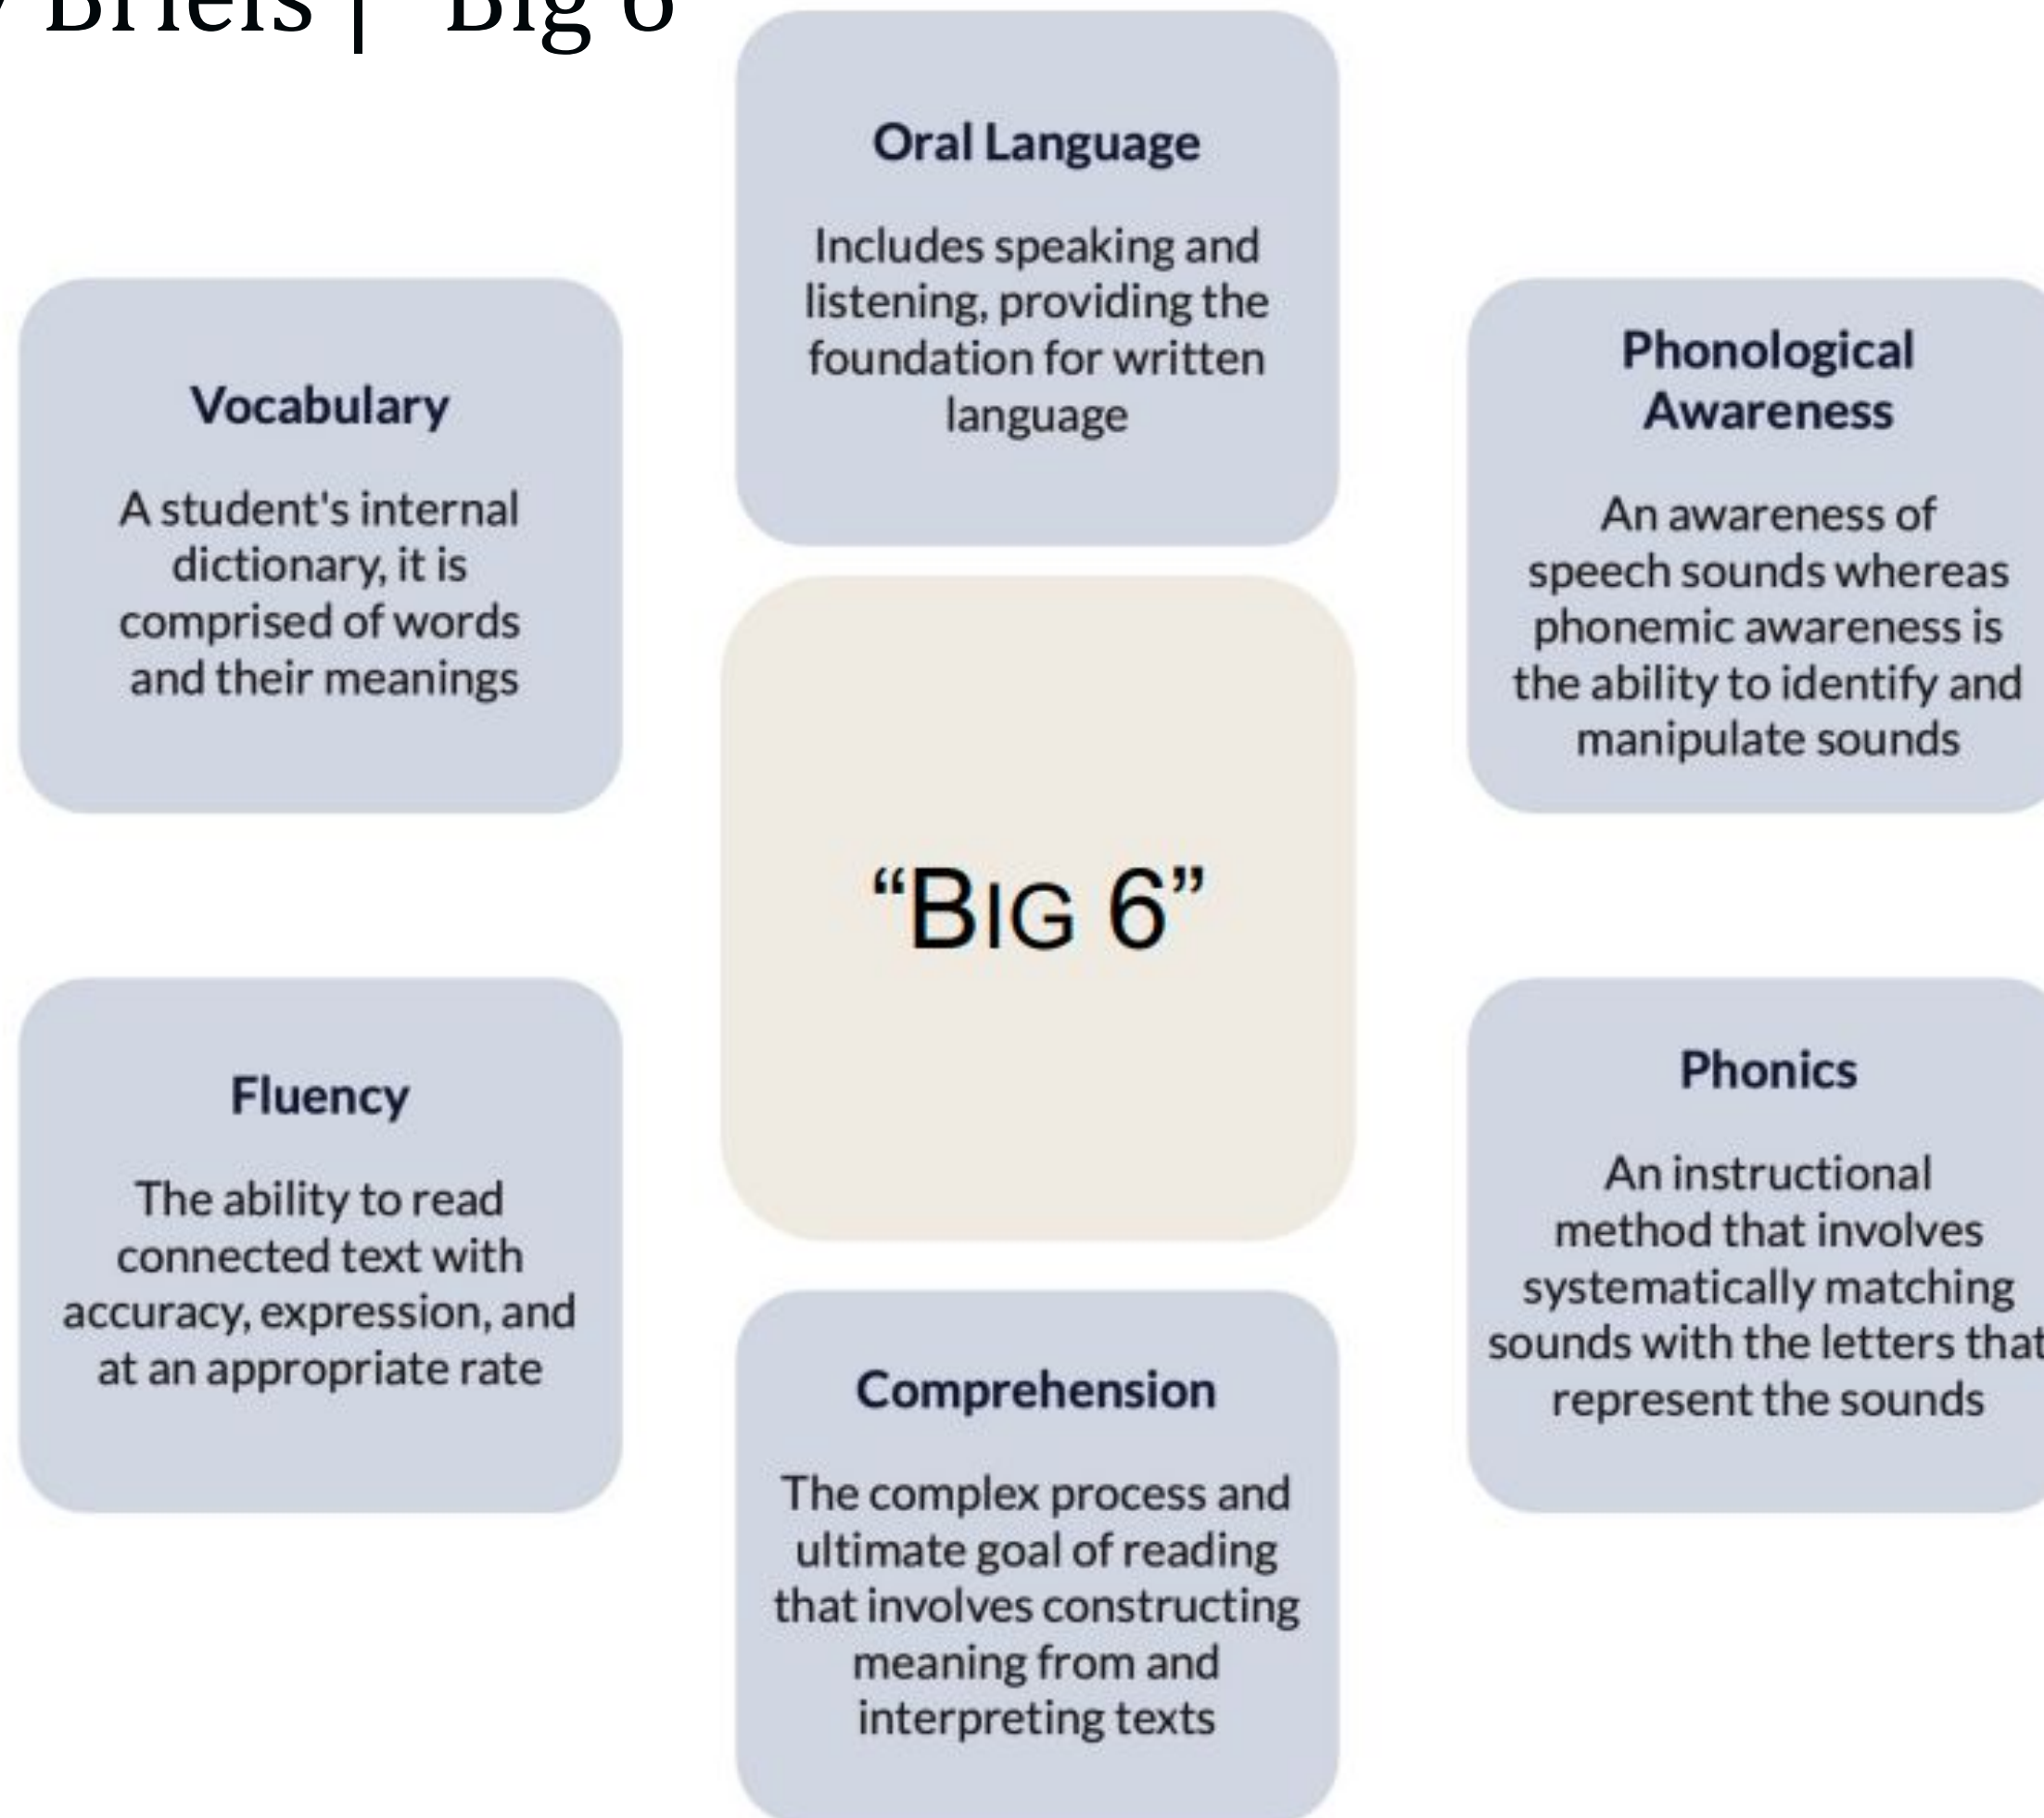 Briefs | "Big 6"
Oral Language
Includes speaking and
listening, providing the
foundation for written
language
Vocabulary
A student's internal
dictionary, it is
comprised of words
and their meanings
Phonological
Awareness
An awareness of
speech sounds whereas
phonemic awareness is
the ability to identify and
manipulate sounds
“BIG 6”
Fluency
The ability to read
connected text with
accuracy, expression, and
at an appropriate rate
Phonics
An instructional
method that involves
systematically matching
sounds with the letters that
represent the sounds
Comprehension
The complex process and
ultimate goal of reading
that involves constructing
meaning from and
interpreting texts